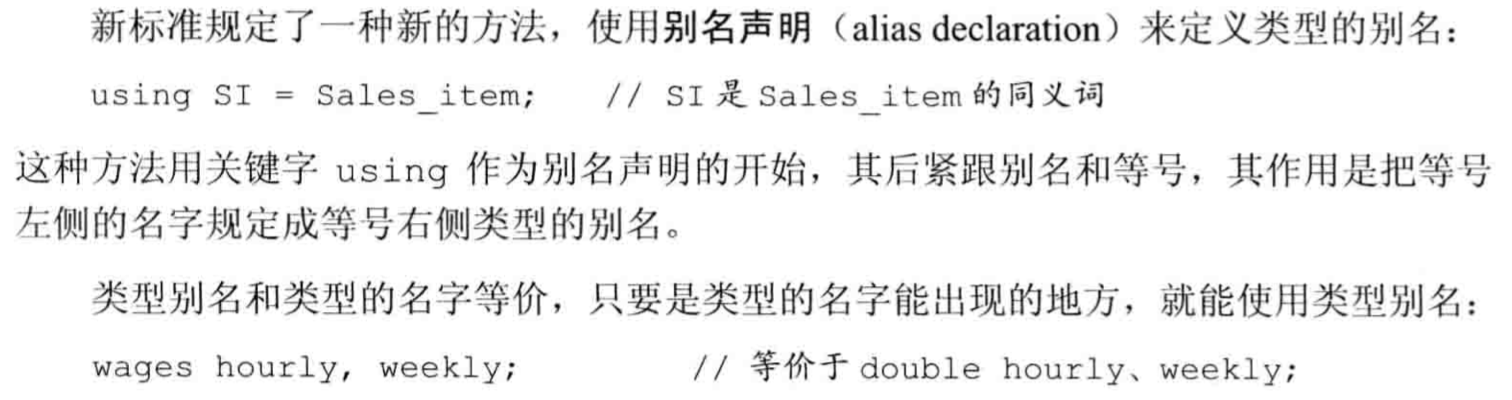 新标准规定了一种新的方法，使用别名声明（alias declaration）来定义类型的别名：
using SI = Sales_item; // SI 是 Sales_item 的同义词
这种方法用关键字 using 作为别名声明的开始，其后紧跟别名和等号，其作用是把等号
左侧的名字规定成等号右侧类型的别名。
类型别名和类型的名字等价，只要是类型的名字能出现的地方，就能使用类型别名：
wages hourly, weekly; // 等价于 double hourly、weekly;